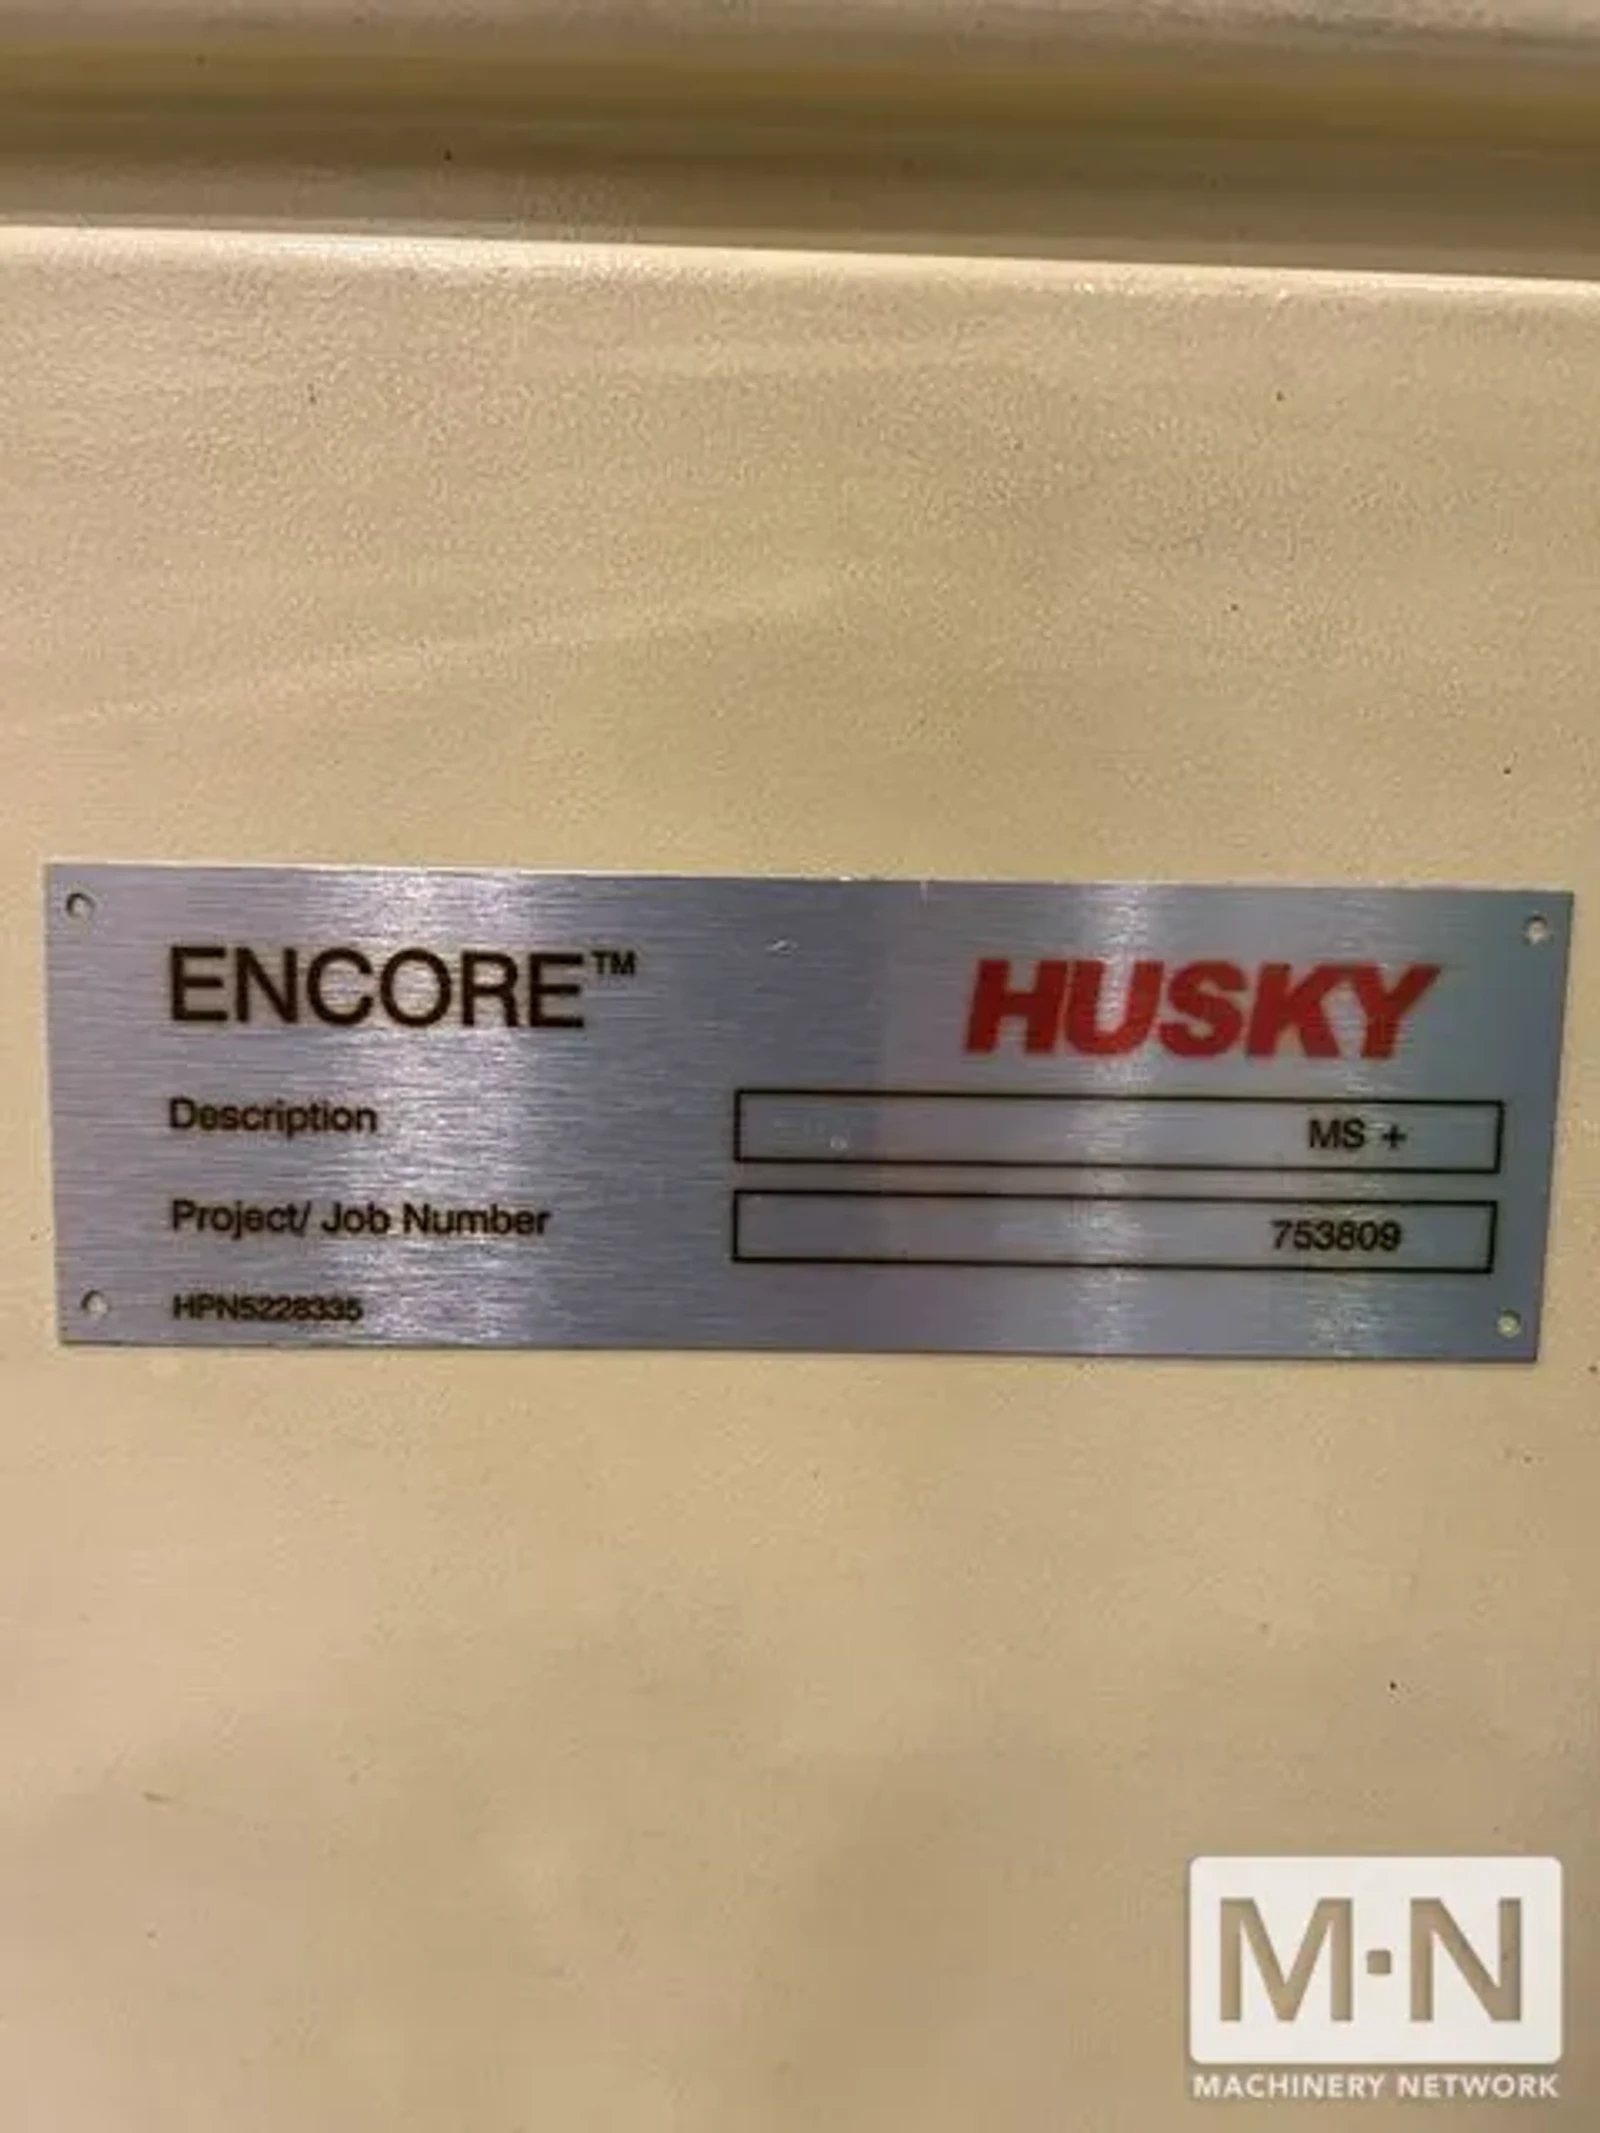 ENCORE™ HUSKY
Description MS +
Project/ Job Number 753809
HPN5228335
M·N
MACHINERY NETWORK